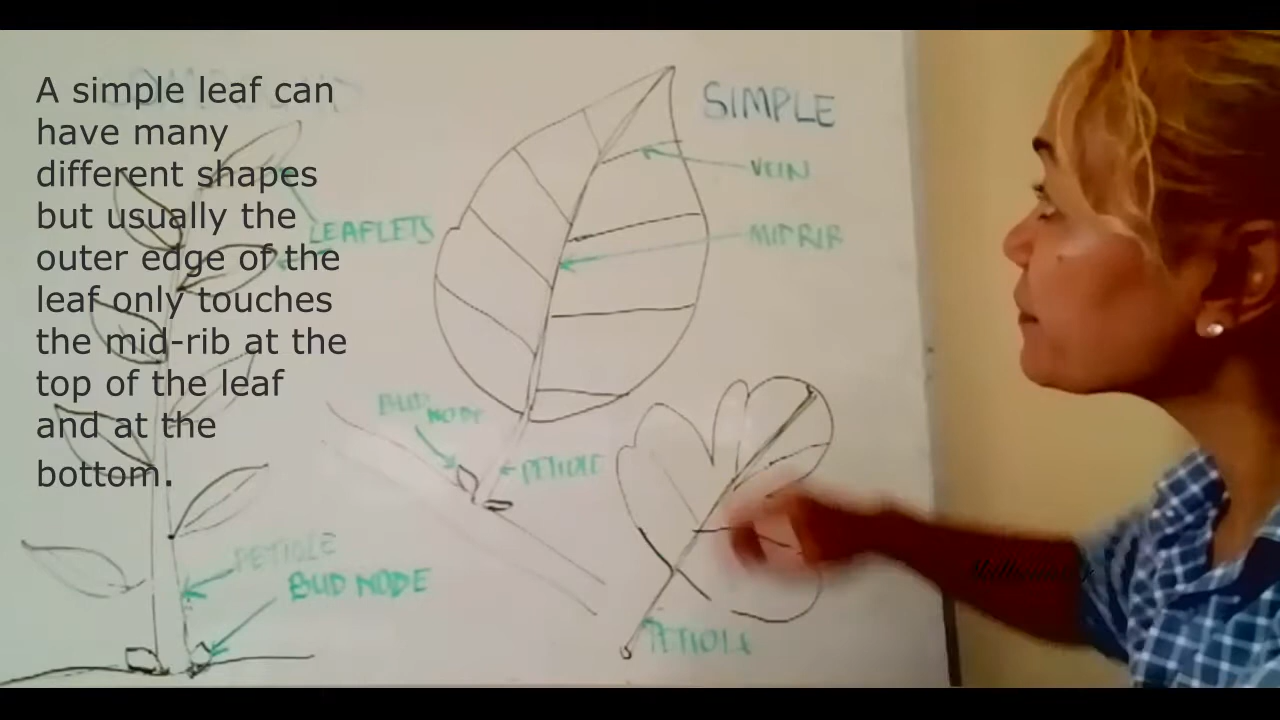 A simple leaf can
have many
different shapes
but usually the
outer edge of the
leaf only touches
the mid-rib at the
top of the leaf
and at the
bottom.
LEAFLETS
PETIOLE
BUD NODE
SIMPLE
VEIN
MIDRIB
BUD
NODE
PETIOLE
PETIOLE